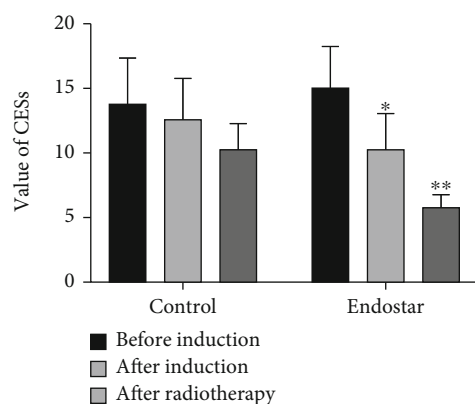 20
15
10
5
0
Value of CESs
*
**
Control Endostar
Before induction
After induction
After radiotherapy